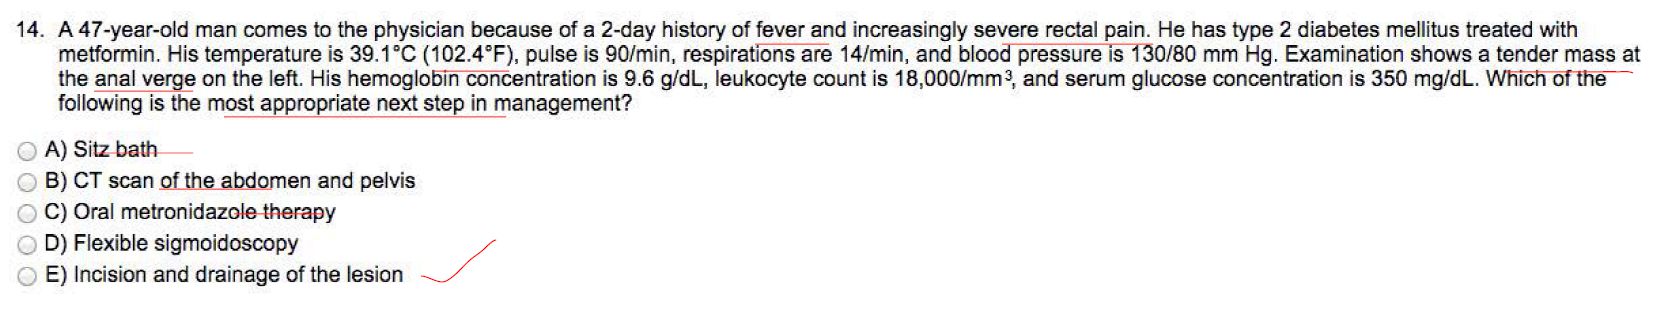 14. A 47-year-old man comes to the physician because of a 2-day history of fever and increasingly severe rectal pain. He has type 2 diabetes mellitus treated with
metformin. His temperature is 39.1°C (102.4°F), pulse is 90/min, respirations are 14/min, and blood pressure is 130/80 mm Hg. Examination shows a tender mass at
the anal verge on the left. His hemoglobin concentration is 9.6 g/dL, leukocyte count is 18,000/mm³, and serum glucose concentration is 350 mg/dL. Which of the
following is the most appropriate next step in management?
A) Sitz bath
B) CT scan of the abdomen and pelvis
C) Oral metronidazole therapy
D) Flexible sigmoidoscopy
E) Incision and drainage of the lesion